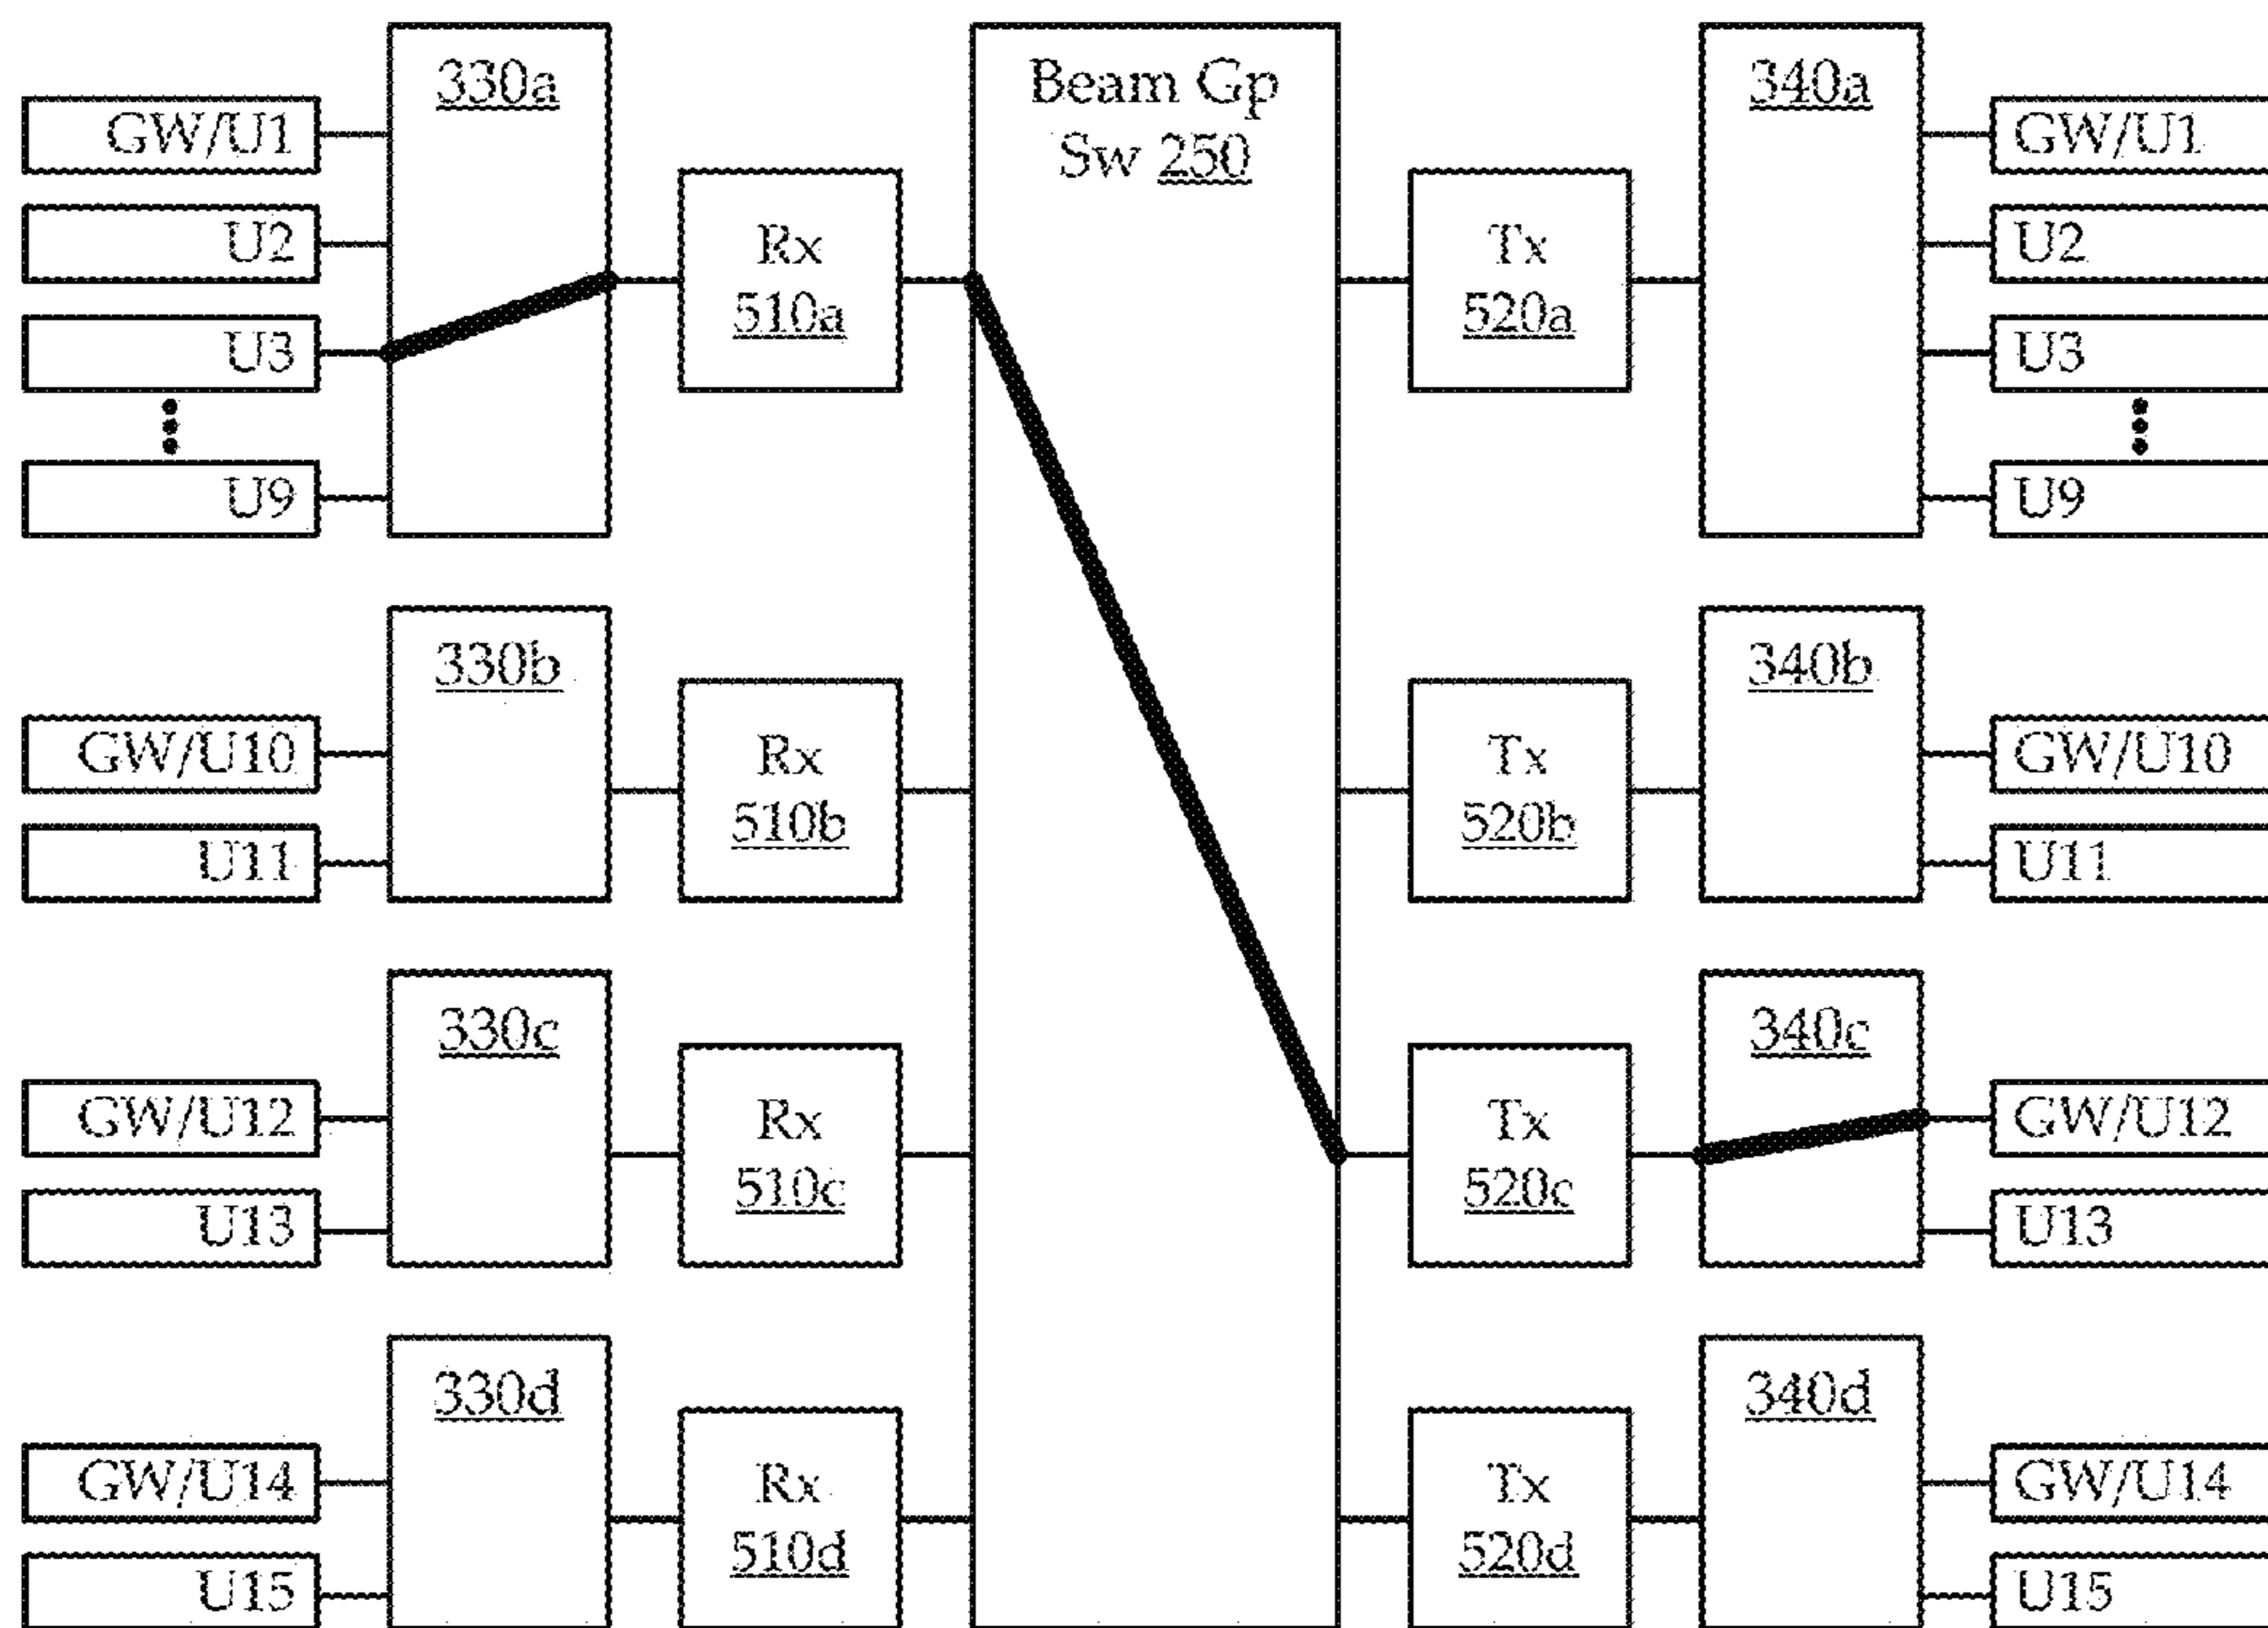 330a
GW/U1
U2
U3
U9
Rx
510a
Beam Gp
Sw 250
Tx
520a
340a
GW/U1
U2
U3
U9
330b
GW/U10
U11
Rx
510b
Tx
520b
340b
GW/U10
U11
330c
GW/U12
U13
Rx
510c
Tx
520c
340c
GW/U12
U13
330d
GW/U14
U15
Rx
510d
Tx
520d
340d
GW/U14
U15